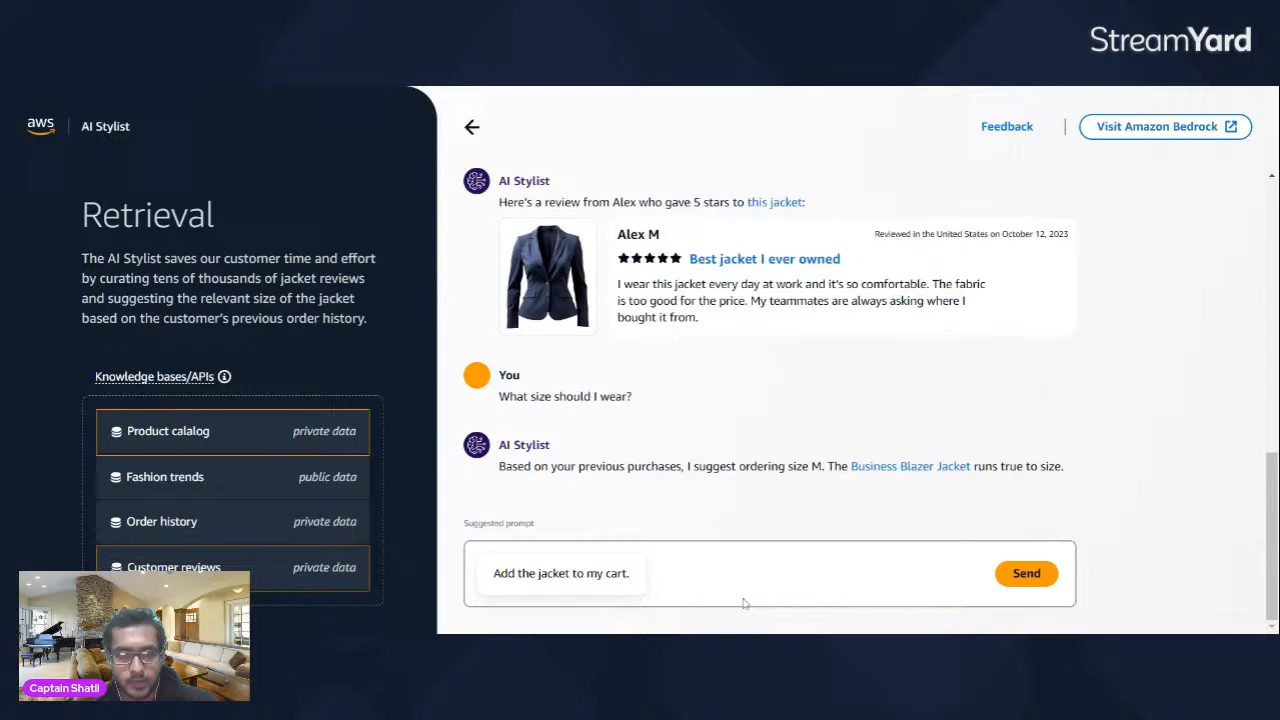 StreamYard
aws
AI Stylist
Feedback
Visit Amazon Bedrock
Retrieval
The AI Stylist saves our customer time and effort
by curating tens of thousands of jacket reviews
and suggesting the relevant size of the jacket
based on the customer's previous order history.
Knowledge bases/APIs
Product calalog private data
Fashion trends public data
Order history private data
Customer reviews private data
Captain Shatil
AI Stylist
Here's a review from Alex who gave 5 stars to this jacket:
Alex M
Reviewed in the United States on October 12, 2023
Best jacket I ever owned
I wear this jacket every day at work and it's so comfortable. The fabric
is too good for the price. My teammates are always asking where I
bought it from.
You
What size should I wear?
AI Stylist
Based on your previous purchases, I suggest ordering size M. The Business Blazer Jacket runs true to size.
Suggested prompt
Add the jacket to my cart.
Send